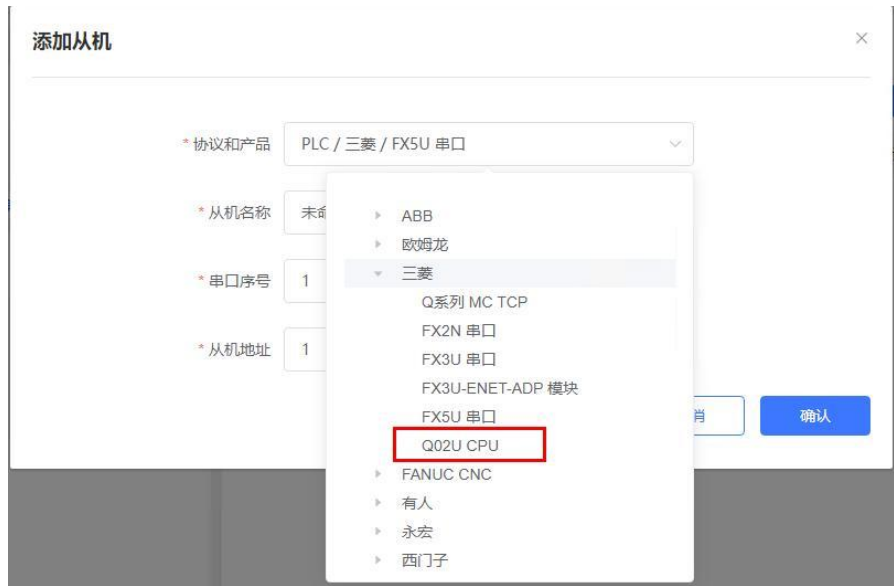 添加从机
* 协议和产品 PLC / 三菱 / FX5U 串口
* 从机名称 未命
* 串口序号 1
* 从机地址 1
ABB
欧姆龙
三菱
Q系列 MC TCP
FX2N 串口
FX3U 串口
FX3U-ENET-ADP 模块
FX5U 串口
Q02U CPU
FANUC CNC
有人
永宏
西门子
消 确认